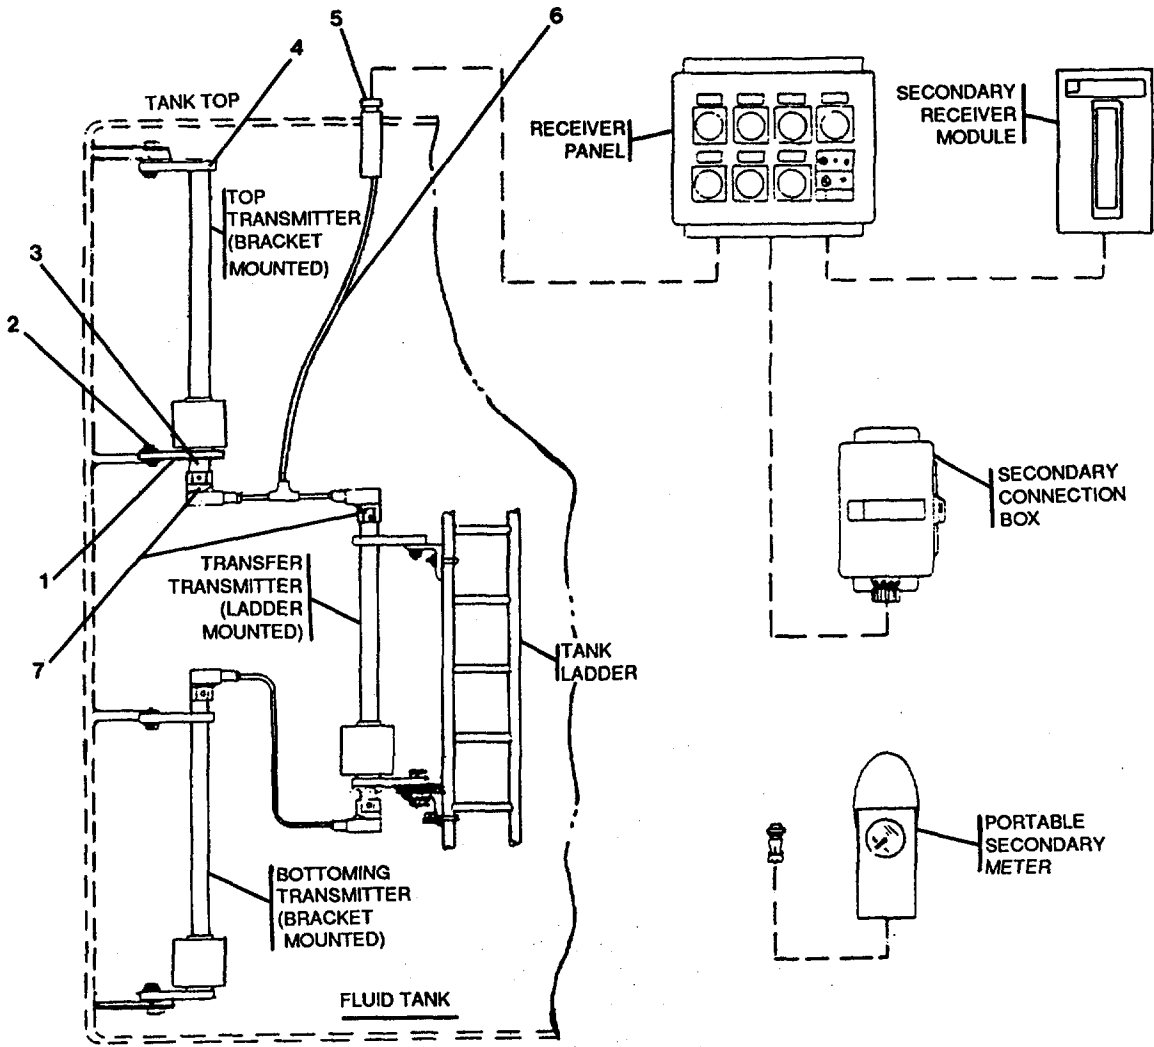 5
6
4
TANK TOP
SECONDARY
RECEIVER
MODULE
RECEIVER
PANEL
TOP
TRANSMITTER
(BRACKET
MOUNTED)
3
2
SECONDARY
CONNECTION
BOX
1
TRANSFER
TRANSMITTER
(LADDER
MOUNTED)
7
TANK
LADDER
PORTABLE
SECONDARY
METER
BOTTOMING
TRANSMITTER
(BRACKET
MOUNTED)
FLUID TANK